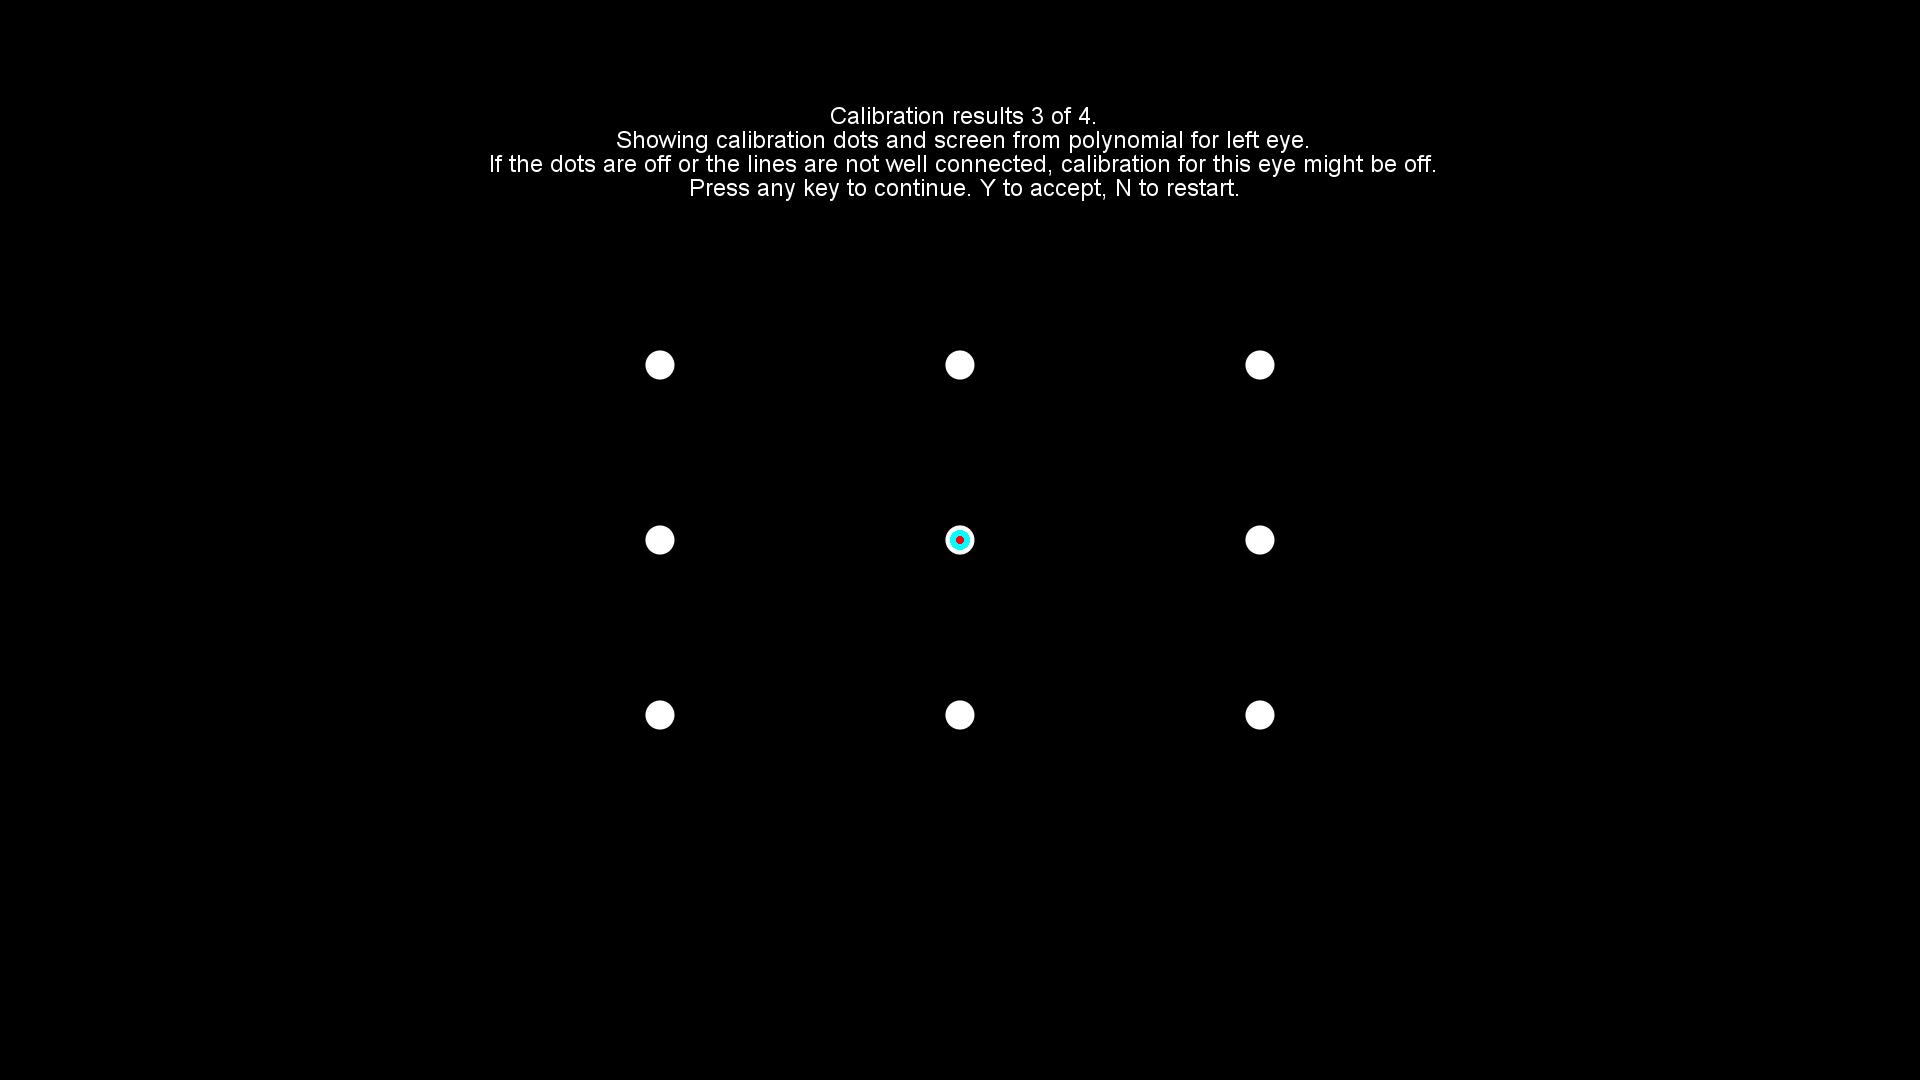 Calibration results 3 of 4.
Showing calibration dots and screen from polynomial for left eye.
If the dots are off or the lines are not well connected, calibration for this eye might be off.
Press any key to continue. Y to accept, N to restart.